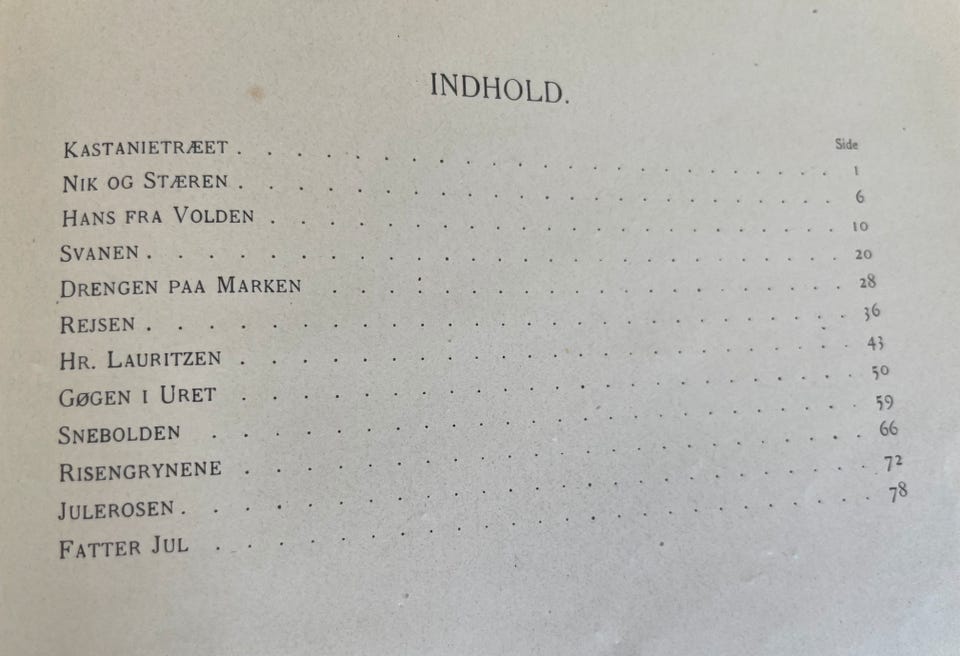 INDHOLD.
Side
KASTANIETRÆET . . . . . . . . . . . . . . . . . . . . 1
NIK OG STÆREN . . . . . . . . . . . . . . . . . . . . 6
HANS FRA VOLDEN . . . . . . . . . . . . . . . . . . . 10
SVANEN . . . . . . . . . . . . . . . . . . . . . . . 20
DRENGEN PAA MARKEN . . . . . . . . . . . . . . . . . 28
REJSEN . . . . . . . . . . . . . . . . . . . . . . . 36
HR. LAURITZEN . . . . . . . . . . . . . . . . . . . . 43
GØGEN I URET . . . . . . . . . . . . . . . . . . . . 50
SNEBOLDEN . . . . . . . . . . . . . . . . . . . . . 59
RISENGRYNENE . . . . . . . . . . . . . . . . . . . . 66
JULEROSEN . . . . . . . . . . . . . . . . . . . . . . 72
FATTER JUL . . . . . . . . . . . . . . . . . . . . . 78